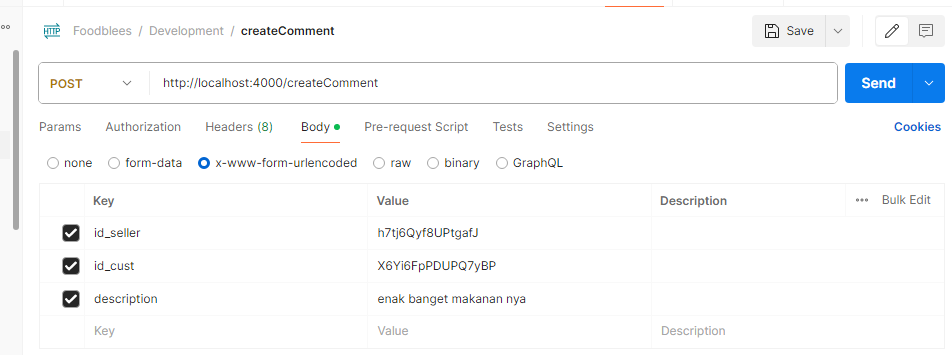 HTTP Foodblees / Development / createComment Save
POST http://localhost:4000/createComment Send
Params Authorization Headers (8) Body Pre-request Script Tests Settings Cookies
none form-data x-www-form-urlencoded raw binary GraphQL
Key Value Description ••• Bulk Edit
id_seller h7tj6Qyf8UPtgafJ
id_cust X6Yi6FpPDUPQ7yBP
description enak banget makanan nya
Key Value Description